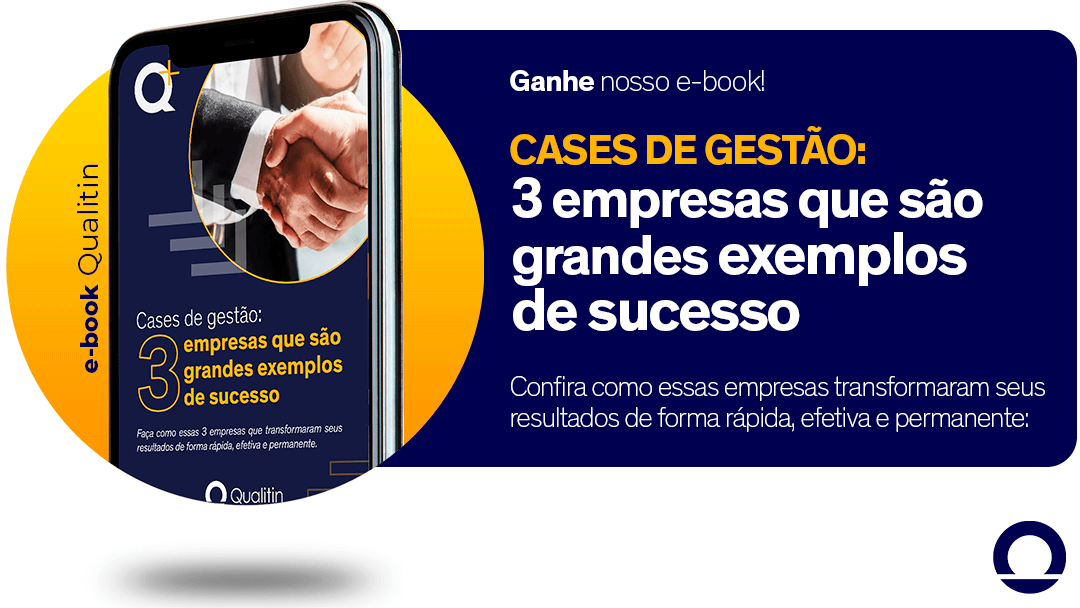 e-book Qualitin
Q+
Cases de gestão:
3 empresas que são
grandes exemplos
de sucesso
Faça como essas 3 empresas que transformaram seus
resultados de forma rápida, efetiva e permanente.
Qualitin
Ganhe nosso e-book!
CASES DE GESTÃO:
3 empresas que são
grandes exemplos
de sucesso
Confira como essas empresas transformaram seus
resultados de forma rápida, efetiva e permanente: